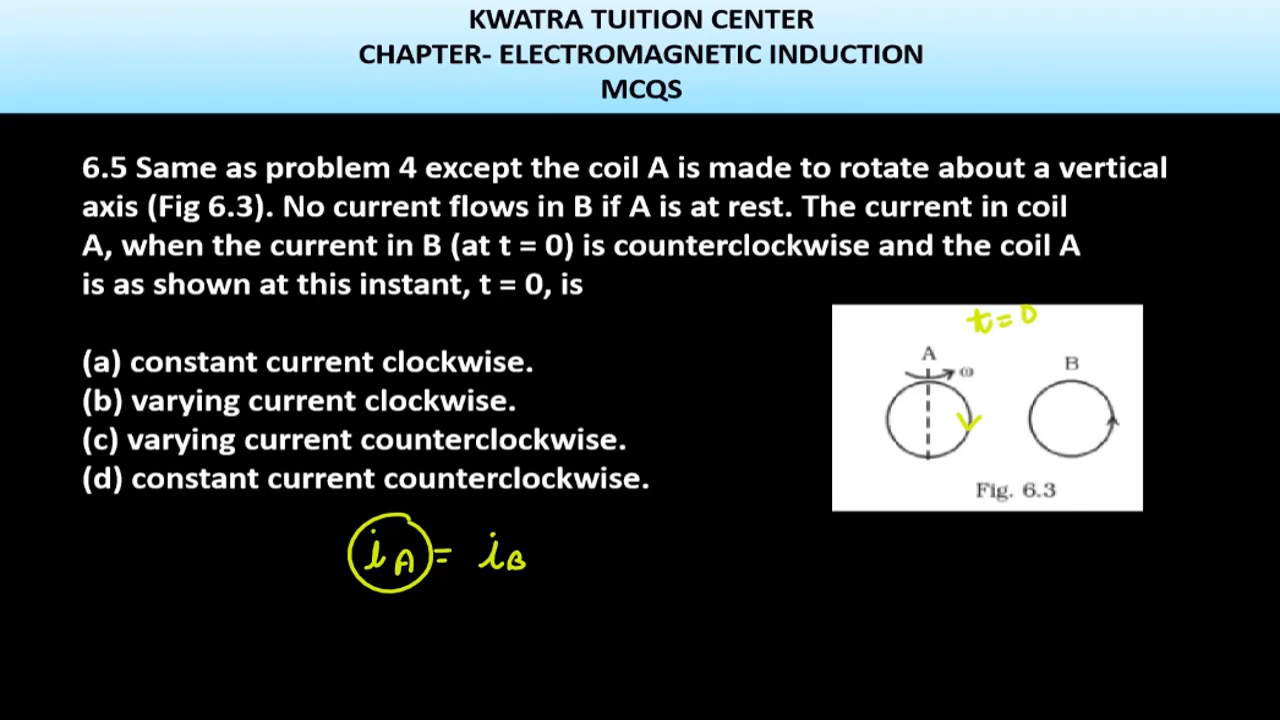 KWATRA TUITION CENTER
CHAPTER- ELECTROMAGNETIC INDUCTION
MCQS
6.5 Same as problem 4 except the coil A is made to rotate about a vertical
axis (Fig 6.3). No current flows in B if A is at rest. The current in coil
A, when the current in B (at t = 0) is counterclockwise and the coil A
is as shown at this instant, t = 0, is
(a) constant current clockwise.
(b) varying current clockwise.
(c) varying current counterclockwise.
(d) constant current counterclockwise.
t = 0
A
ω
B
Fig. 6.3
iA = iB